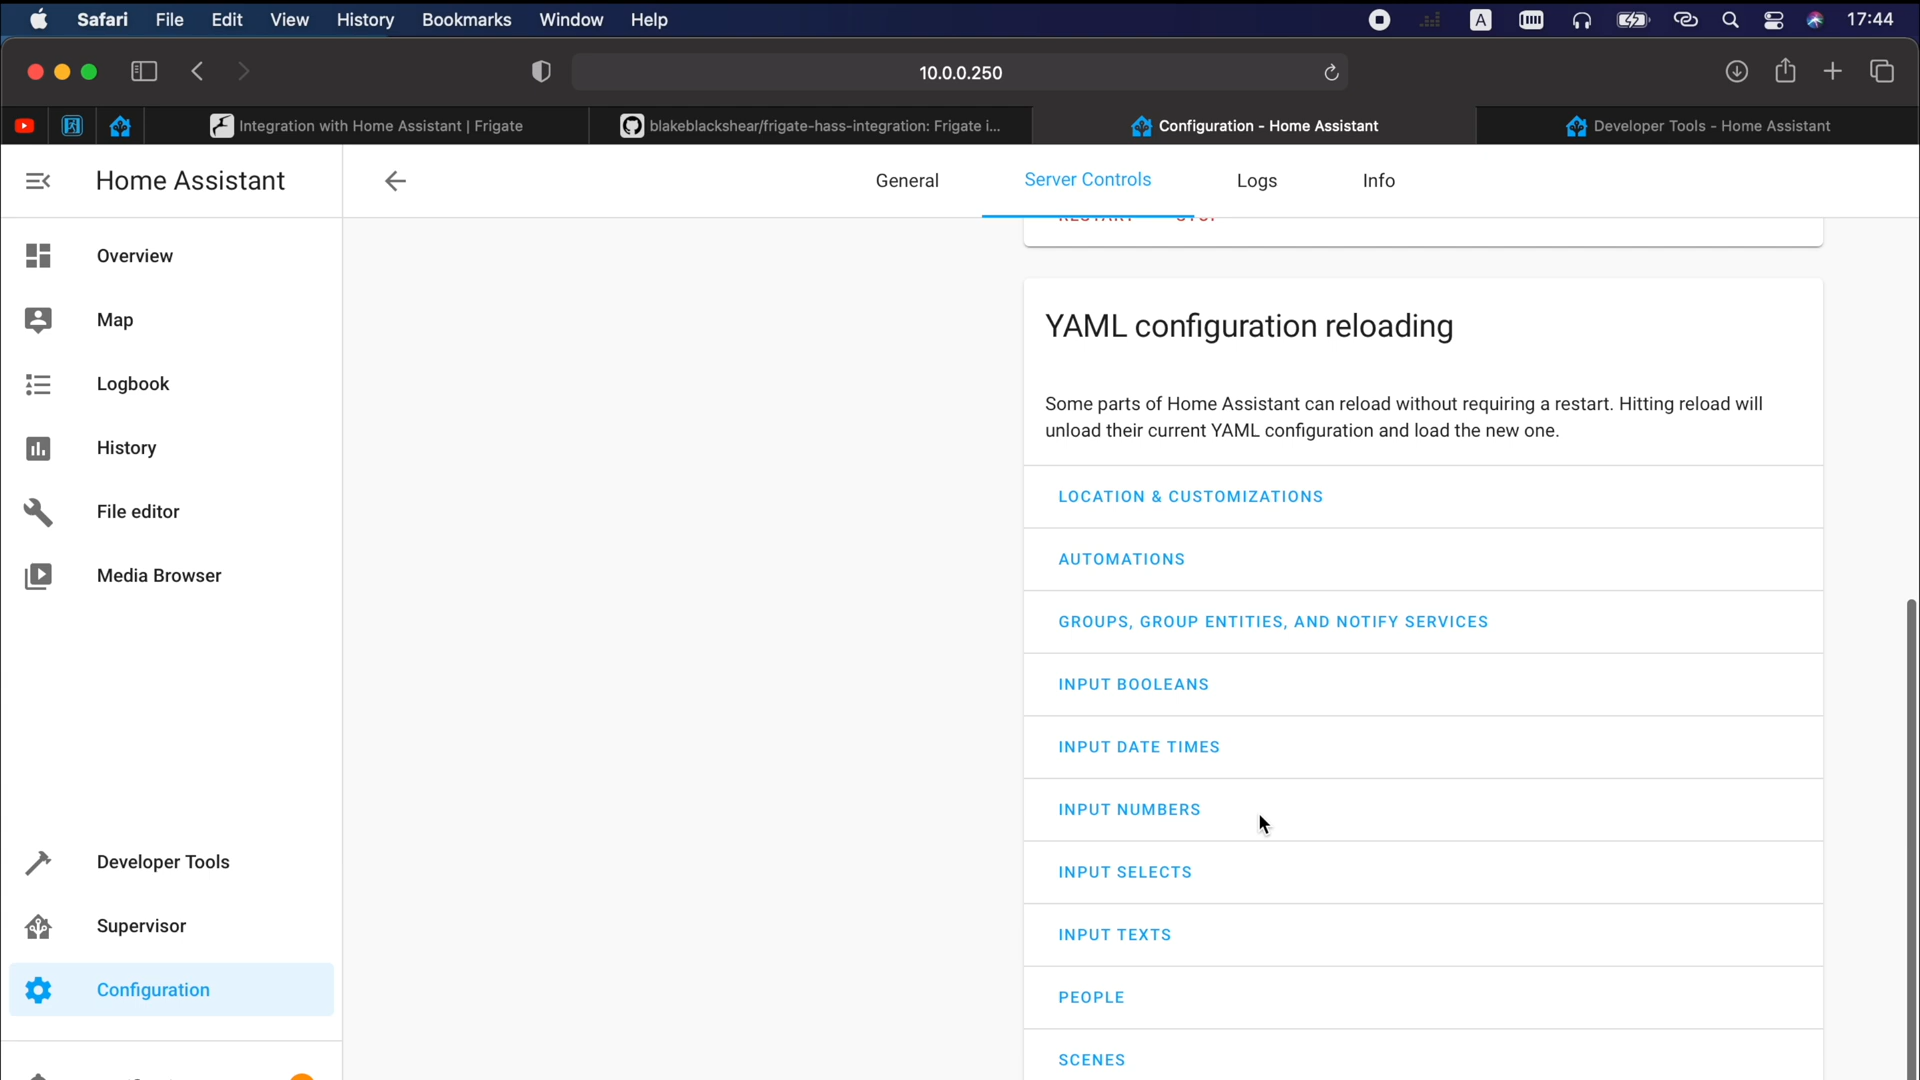 Safari File Edit View History Bookmarks Window Help A 17:44
10.0.0.250
Integration with Home Assistant | Frigate blakeblackshear/frigate-hass-integration: Frigate i... Configuration - Home Assistant Developer Tools - Home Assistant
Home Assistant General Server Controls Logs Info
Overview
Map
Logbook
History
File editor
Media Browser
Developer Tools
Supervisor
Configuration
YAML configuration reloading
Some parts of Home Assistant can reload without requiring a restart. Hitting reload will
unload their current YAML configuration and load the new one.
LOCATION & CUSTOMIZATIONS
AUTOMATIONS
GROUPS, GROUP ENTITIES, AND NOTIFY SERVICES
INPUT BOOLEANS
INPUT DATE TIMES
INPUT NUMBERS
INPUT SELECTS
INPUT TEXTS
PEOPLE
SCENES